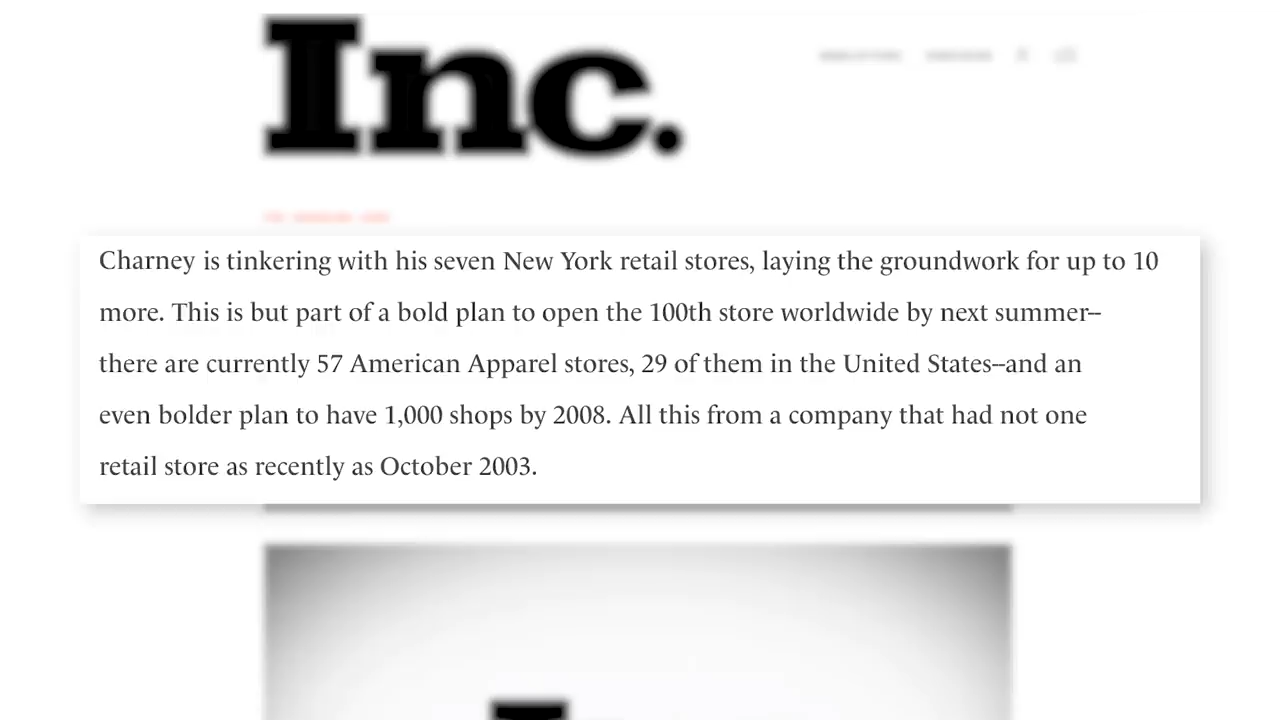 Inc.
Charney is tinkering with his seven New York retail stores, laying the groundwork for up to 10
more. This is but part of a bold plan to open the 100th store worldwide by next summer--
there are currently 57 American Apparel stores, 29 of them in the United States--and an
even bolder plan to have 1,000 shops by 2008. All this from a company that had not one
retail store as recently as October 2003.